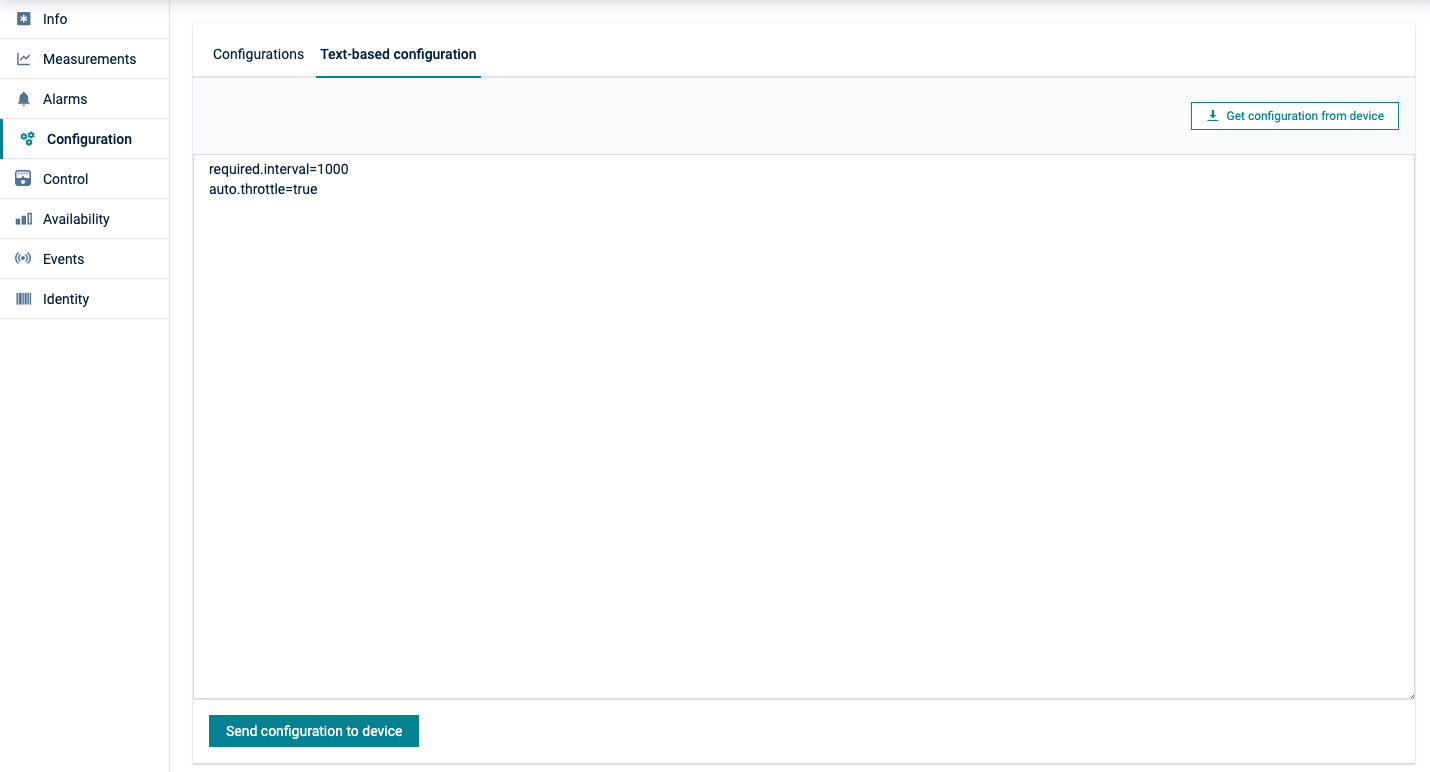 Info
Measurements
Alarms
Configuration
Control
Availability
Events
Identity
Configurations
Text-based configuration
Get configuration from device
required.interval=1000
auto.throttle=true
Send configuration to device